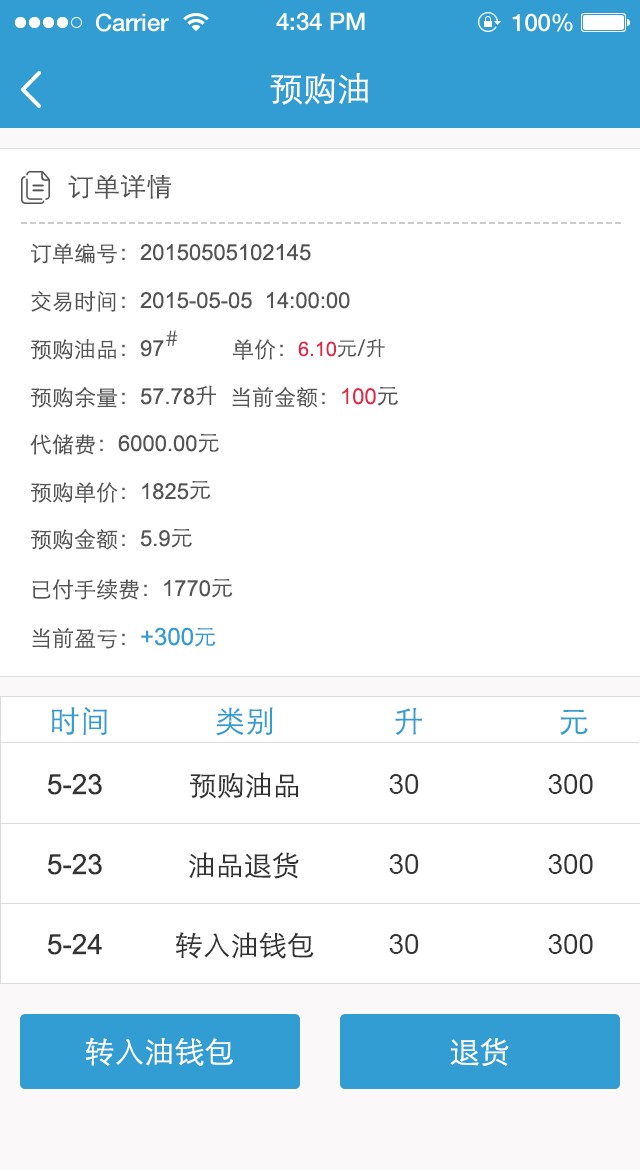 Carrier 4:34 PM 100%
预购油
订单详情
订单编号：20150505102145
交易时间：2015-05-05 14:00:00
预购油品：97# 单价：6.10元/升
预购余量：57.78升 当前金额：100元
代储费：6000.00元
预购单价：1825元
预购金额：5.9元
已付手续费：1770元
当前盈亏：+300元
时间 类别 升 元
5-23 预购油品 30 300
5-23 油品退货 30 300
5-24 转入油钱包 30 300
转入油钱包 退货